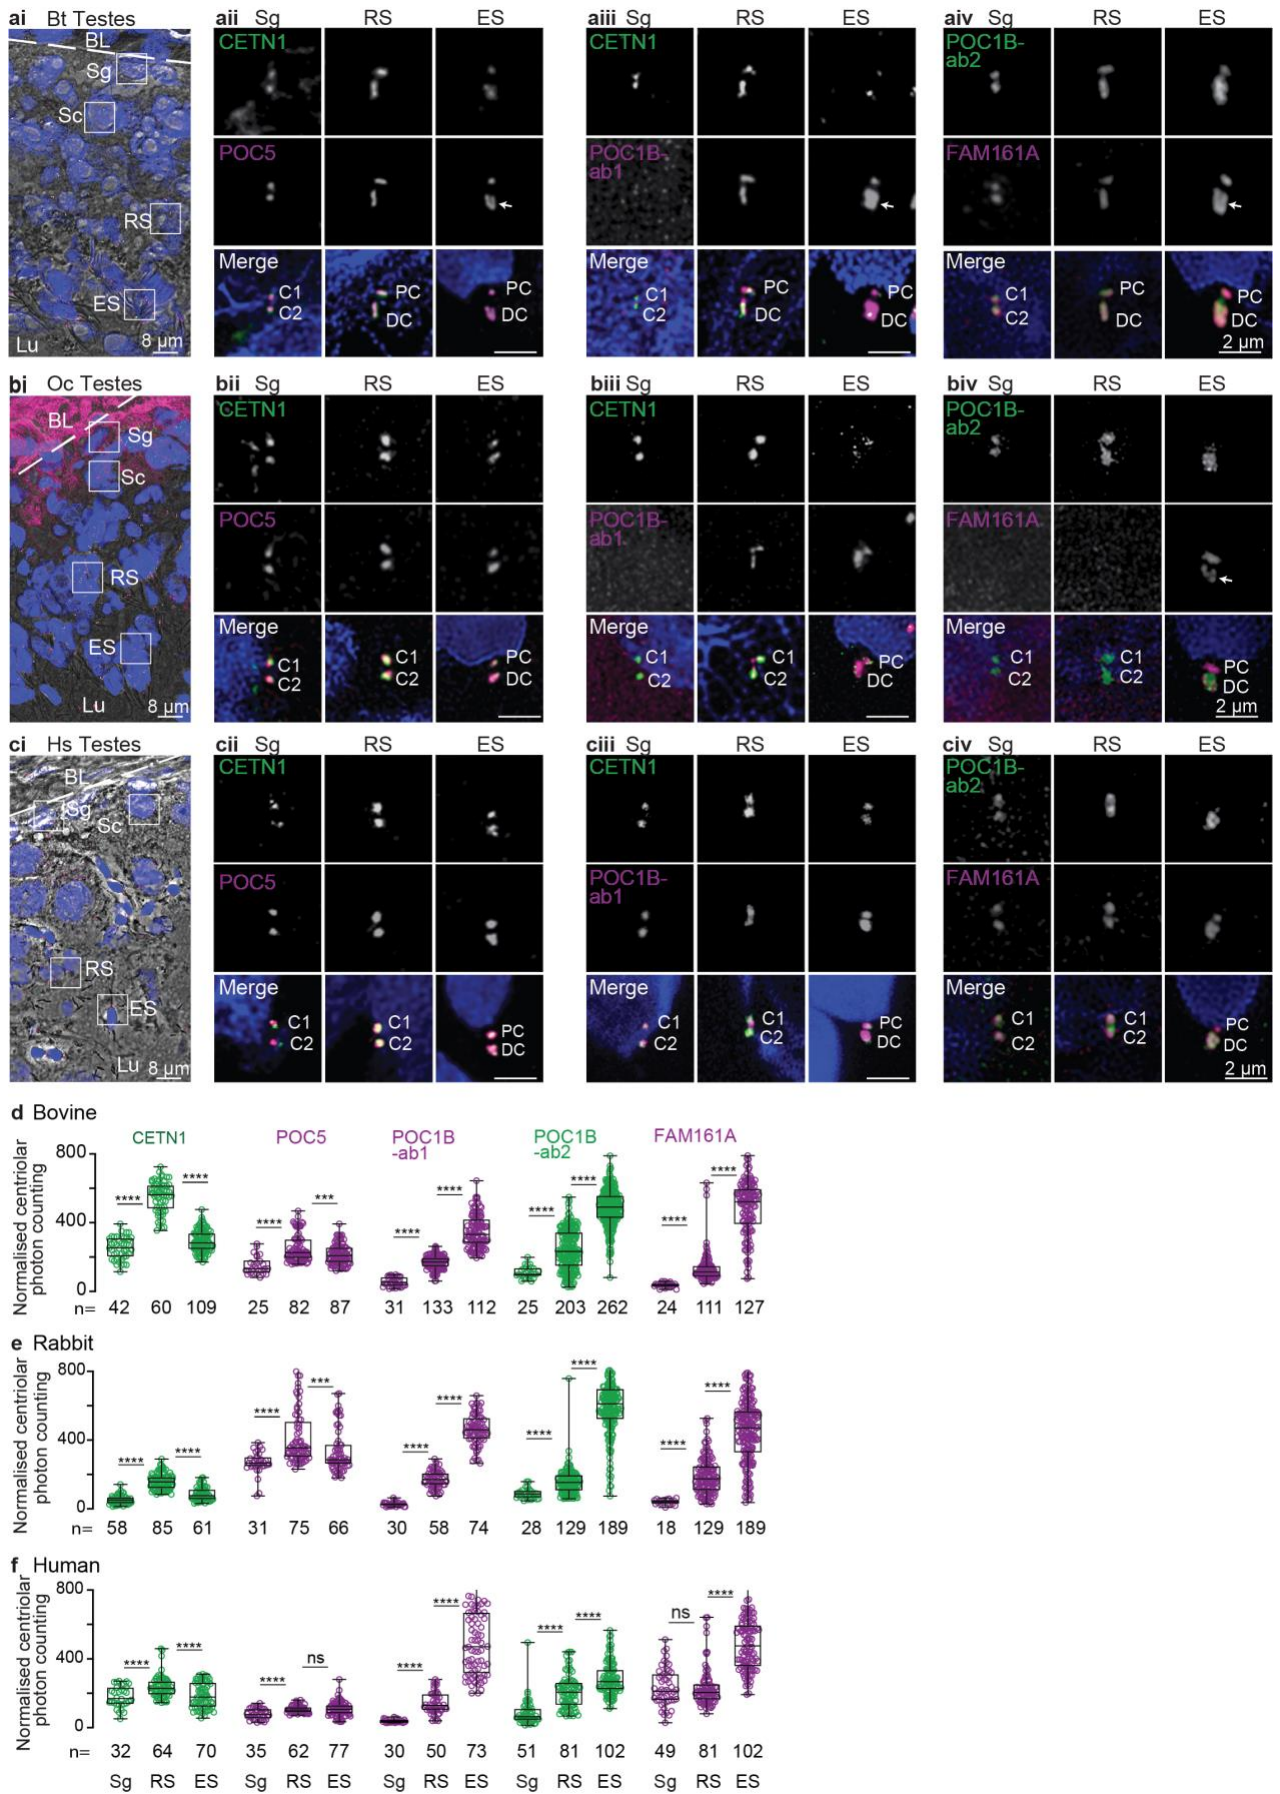 ai Bt Testes
BL
Sg
Sc
RS
ES
Lu
8 µm
aii Sg RS ES
CETN1
POC5
Merge
C1
C2
PC
DC
PC
DC
aiii Sg RS ES
CETN1
POC1B-
ab1
Merge
C1
C2
PC
DC
PC
DC
aiv Sg RS ES
POC1B-
ab2
FAM161A
Merge
C1
C2
PC
DC
PC
DC
2 µm
bi Oc Testes
BL
Sg
Sc
RS
ES
Lu
8 µm
bii Sg RS ES
CETN1
POC5
Merge
C1
C2
C1
C2
PC
DC
biii Sg RS ES
CETN1
POC1B-
ab1
Merge
C1
C2
C1
C2
PC
DC
biv Sg RS ES
POC1B-
ab2
FAM161A
Merge
C1
C2
C1
C2
PC
DC
2 µm
ci Hs Testes
BL
Sg
Sc
RS
ES
Lu
8 µm
cii Sg RS ES
CETN1
POC5
Merge
C1
C2
C1
C2
PC
DC
ciii Sg RS ES
CETN1
POC1B-
ab1
Merge
C1
C2
C1
C2
PC
DC
civ Sg RS ES
POC1B-
ab2
FAM161A
Merge
C1
C2
C1
C2
PC
DC
2 µm
d Bovine
CETN1 POC5 POC1B POC1B FAM161A
-ab1 -ab2
Normalised centriolar
photon counting
800
400
0
**** **** **** *** **** **** **** **** **** ****
n= 42 60 109 25 82 87 31 133 112 25 203 262 24 111 127
e Rabbit
Normalised centriolar
photon counting
800
400
0
**** **** **** *** **** **** **** **** **** ****
n= 58 85 61 31 75 66 30 58 74 28 129 189 18 129 189
f Human
Normalised centriolar
photon counting
800
400
0
**** **** **** ns **** **** **** **** ns ****
n= 32 64 70 35 62 77 30 50 73 51 81 102 49 81 102
Sg RS ES Sg RS ES Sg RS ES Sg RS ES Sg RS ES